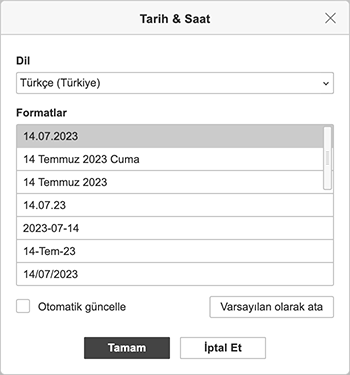 Tarih & Saat
Dil
Türkçe (Türkiye)
Formatlar
14.07.2023
14 Temmuz 2023 Cuma
14 Temmuz 2023
14.07.23
2023-07-14
14-Tem-23
14/07/2023
Otomatik güncelle
Varsayılan olarak ata
Tamam
İptal Et